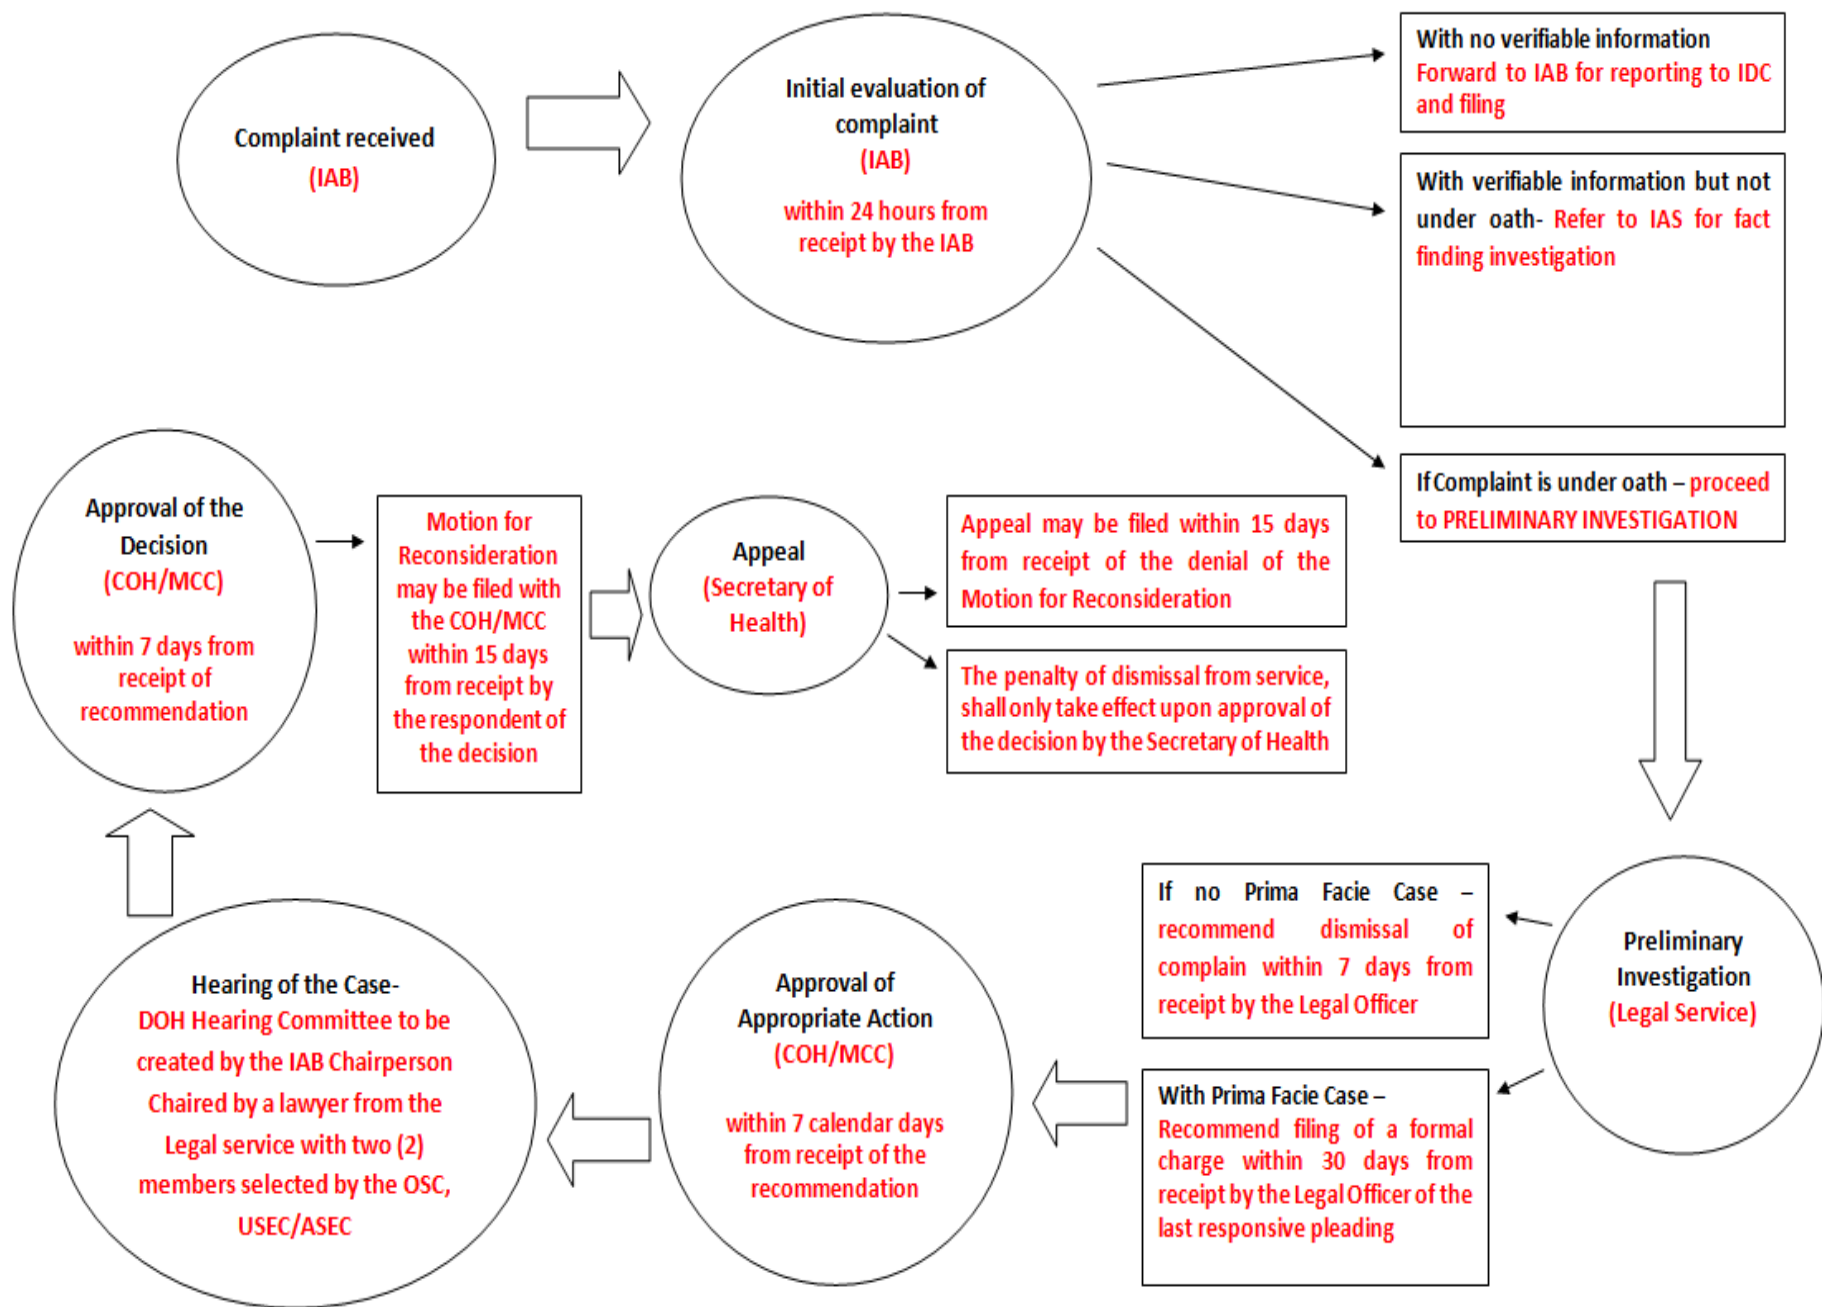 Complaint received
(IAB)
Initial evaluation of
complaint
(IAB)
within 24 hours from
receipt by the IAB
With no verifiable information
Forward to IAB for reporting to IDC
and filing
With verifiable information but not
under oath- Refer to IAS for fact
finding investigation
If Complaint is under oath – proceed
to PRELIMINARY INVESTIGATION
Approval of the
Decision
(COH/MCC)
within 7 days from
receipt of
recommendation
Motion for
Reconsideration
may be filed with
the COH/MCC
within 15 days
from receipt by
the respondent of
the decision
Appeal
(Secretary of
Health)
Appeal may be filed within 15 days
from receipt of the denial of the
Motion for Reconsideration
The penalty of dismissal from service,
shall only take effect upon approval of
the decision by the Secretary of Health
Hearing of the Case-
DOH Hearing Committee to be
created by the IAB Chairperson
Chaired by a lawyer from the
Legal service with two (2)
members selected by the OSC,
USEC/ASEC
Approval of
Appropriate Action
(COH/MCC)
within 7 calendar days
from receipt of the
recommendation
If no Prima Facie Case –
recommend dismissal of
complain within 7 days from
receipt by the Legal Officer
With Prima Facie Case –
Recommend filing of a formal
charge within 30 days from
receipt by the Legal Officer of the
last responsive pleading
Preliminary
Investigation
(Legal Service)